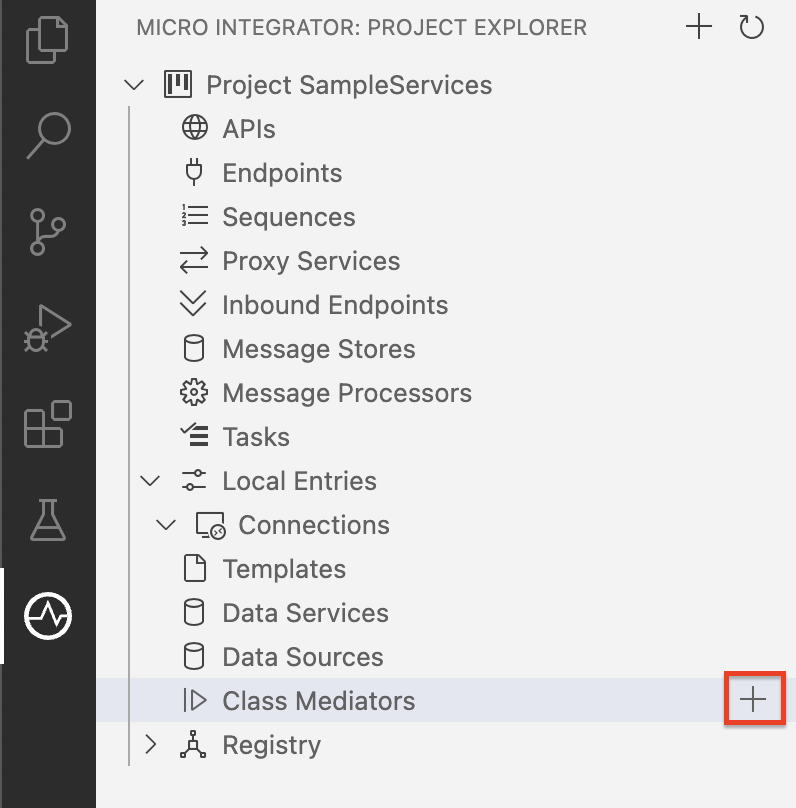 MICRO INTEGRATOR: PROJECT EXPLORER
Project SampleServices
APIs
Endpoints
Sequences
Proxy Services
Inbound Endpoints
Message Stores
Message Processors
Tasks
Local Entries
Connections
Templates
Data Services
Data Sources
Class Mediators
Registry